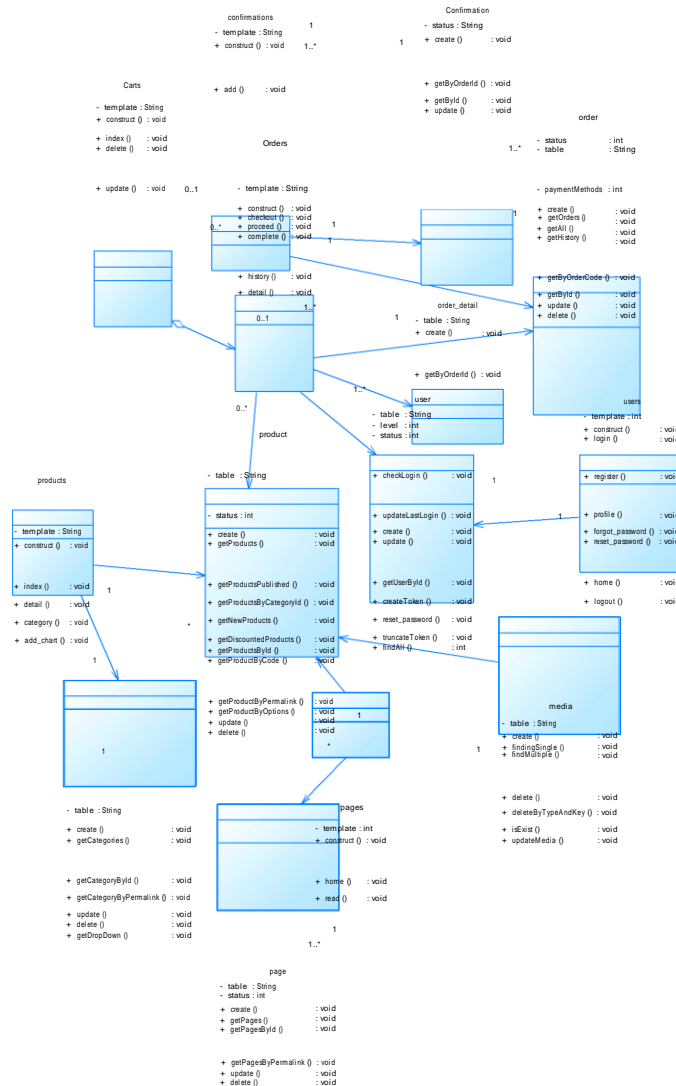 confirmations
- template : String
+ construct () : void
1
1..*
+ add () : void
Confirmation
- status : String
+ create () : void
1
+ getByOrderId () : void
+ getById () : void
+ update () : void
Carts
- template : String
+ construct () : void
+ index () : void
+ delete () : void
+ update () : void
0..1
order
- status : int
- table : String
1..*
- paymentMethods : int
+ create () : void
+ getOrders () : void
+ getAll () : void
+ getHistory () : void
+ getByOrderCode () : void
+ getById () : void
+ update () : void
+ delete () : void
Orders
- template : String
+ construct () : void
+ checkout () : void
+ proceed () : void
+ complete () : void
0..*
1
1
1
+ history () : void
+ detail () : void
1..*
0..1
order_detail
- table : String
+ create () : void
1
+ getByOrderId () : void
1..*
0..*
user
- table : String
- level : int
- status : int
+ checkLogin () : void
+ updateLastLogin () : void
+ create () : void
+ update () : void
+ getUserById () : void
+ createToken () : void
+ reset_password () : void
+ truncateToken () : void
+ findAll () : int
1
1
users
- template : int
+ construct () : void
+ login () : void
+ register () : void
+ profile () : void
+ forgot_password () : void
+ reset_password () : void
+ home () : void
+ logout () : void
product
- table : String
- status : int
+ create () : void
+ getProducts () : void
+ getProductsPublished () : void
+ getProductsByCategoryId () : void
+ getNewProducts () : void
+ getDiscountedProducts () : void
+ getProductsById () : void
+ getProductByCode () : void
+ getProductByPermalink () : void
+ getProductByOptions () : void
+ update () : void
+ delete () : void
products
- template : String
+ construct () : void
+ index () : void
+ detail () : void
+ category () : void
+ add_chart () : void
1
*
1
1
1
*
1
media
- table : String
+ create () : void
+ findingSingle () : void
+ findMultiple () : void
+ delete () : void
+ deleteByTypeAndKey () : void
+ isExist () : void
+ updateMedia () : void
- table : String
+ create () : void
+ getCategories () : void
+ getCategoryById () : void
+ getCategoryByPermalink () : void
+ update () : void
+ delete () : void
+ getDropDown () : void
pages
- template : int
+ construct () : void
+ home () : void
+ read () : void
1
1..*
page
- table : String
- status : int
+ create () : void
+ getPages () : void
+ getPagesById () : void
+ getPagesByPermalink () : void
+ update () : void
+ delete () : void